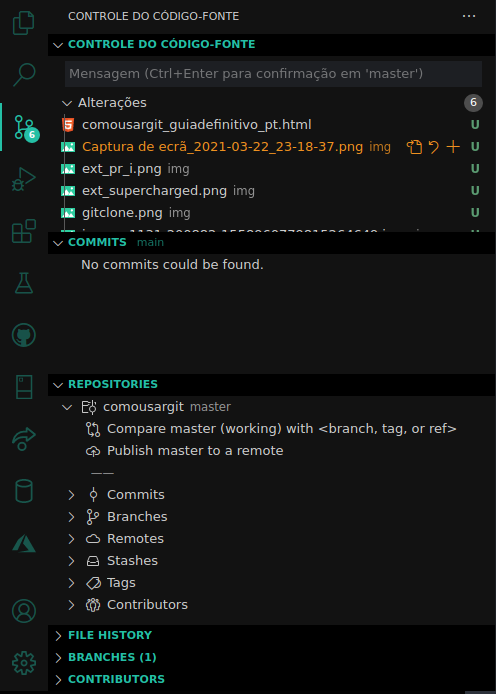 CONTROLE DO CÓDIGO-FONTE
CONTROLE DO CÓDIGO-FONTE
Mensagem (Ctrl+Enter para confirmação em 'master')
Alterações 6
comousargit_guiadefinitivo_pt.html U
Captura de ecrã_2021-03-22_23-18-37.png img U
ext_pr_i.png img U
ext_supercharged.png img U
gitclone.png img U
6
COMMITS main
No commits could be found.
REPOSITORIES
comousargit master
Compare master (working) with <branch, tag, or ref>
Publish master to a remote
Commits
Branches
Remotes
Stashes
Tags
Contributors
FILE HISTORY
BRANCHES (1)
CONTRIBUTORS